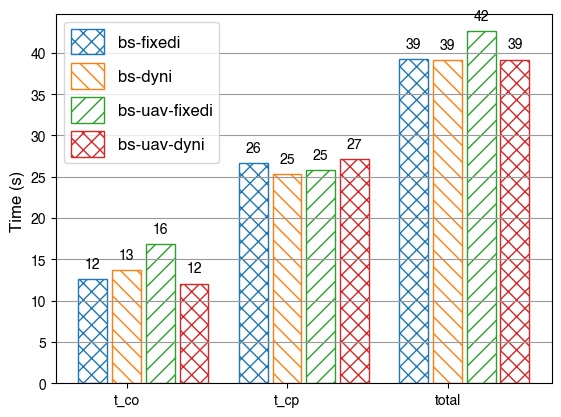 42
39 39 39
40
bs-fixedi
bs-dyni
bs-uav-fixedi
bs-uav-dyni
35
30
26 25 25 27
25
Time (s)
20
16
15
12 13 12
10
5
0
t_co t_cp total